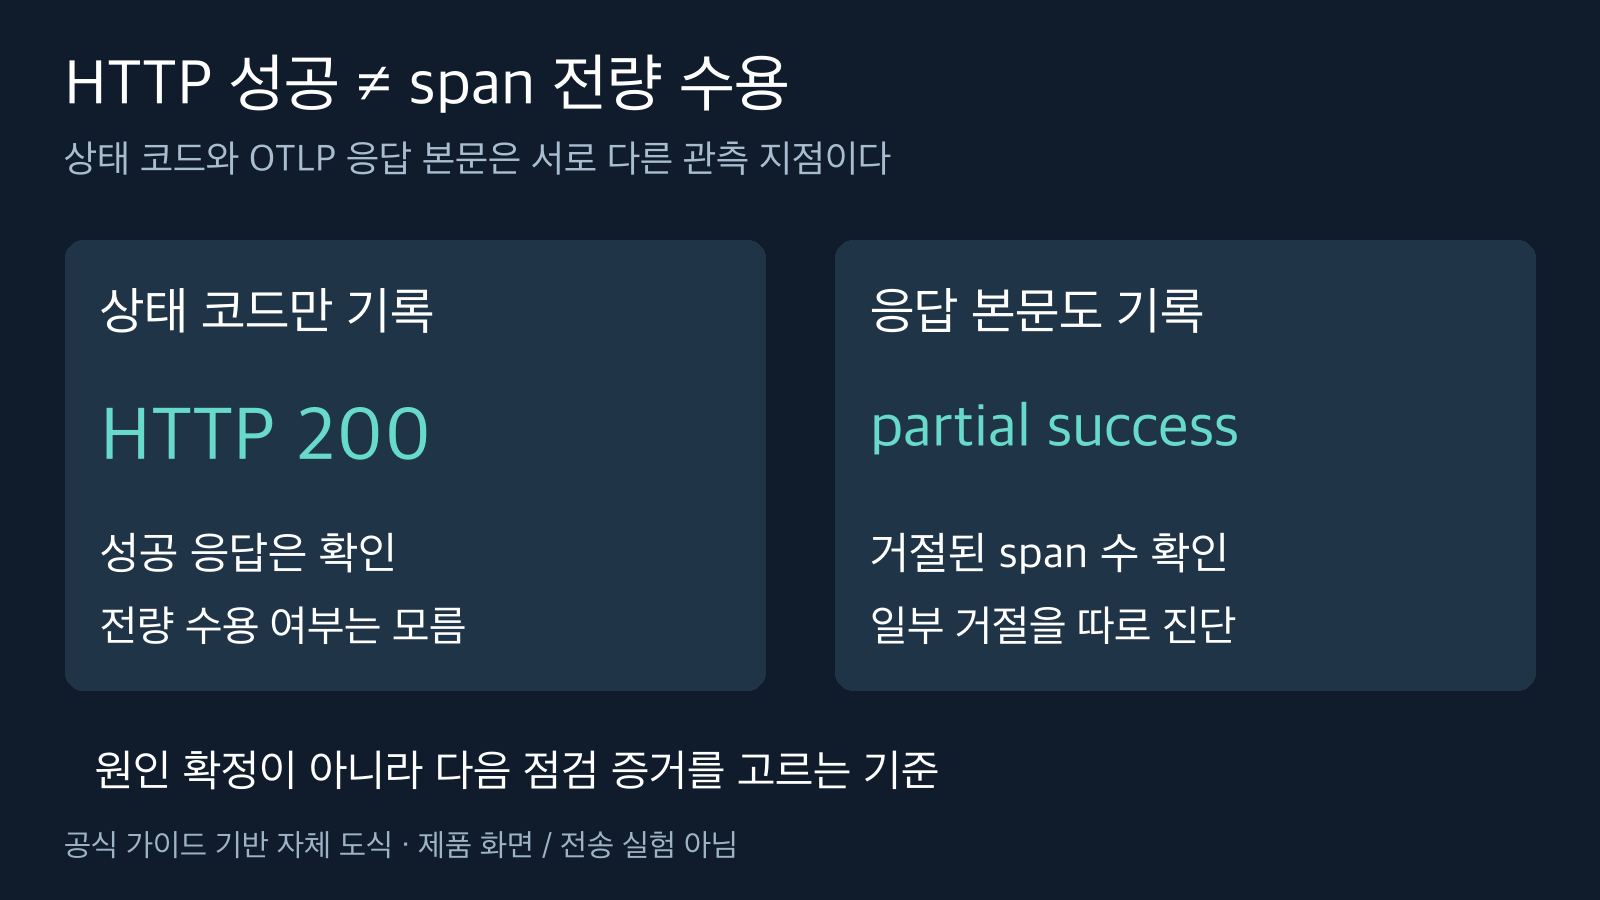 HTTP 성공 ≠ span 전량 수용
상태 코드와 OTLP 응답 본문은 서로 다른 관측 지점이다
상태 코드만 기록
HTTP 200
성공 응답은 확인
전량 수용 여부는 모름
응답 본문도 기록
partial success
거절된 span 수 확인
일부 거절을 따로 진단
원인 확정이 아니라 다음 점검 증거를 고르는 기준
공식 가이드 기반 자체 도식 · 제품 화면 / 전송 실험 아님